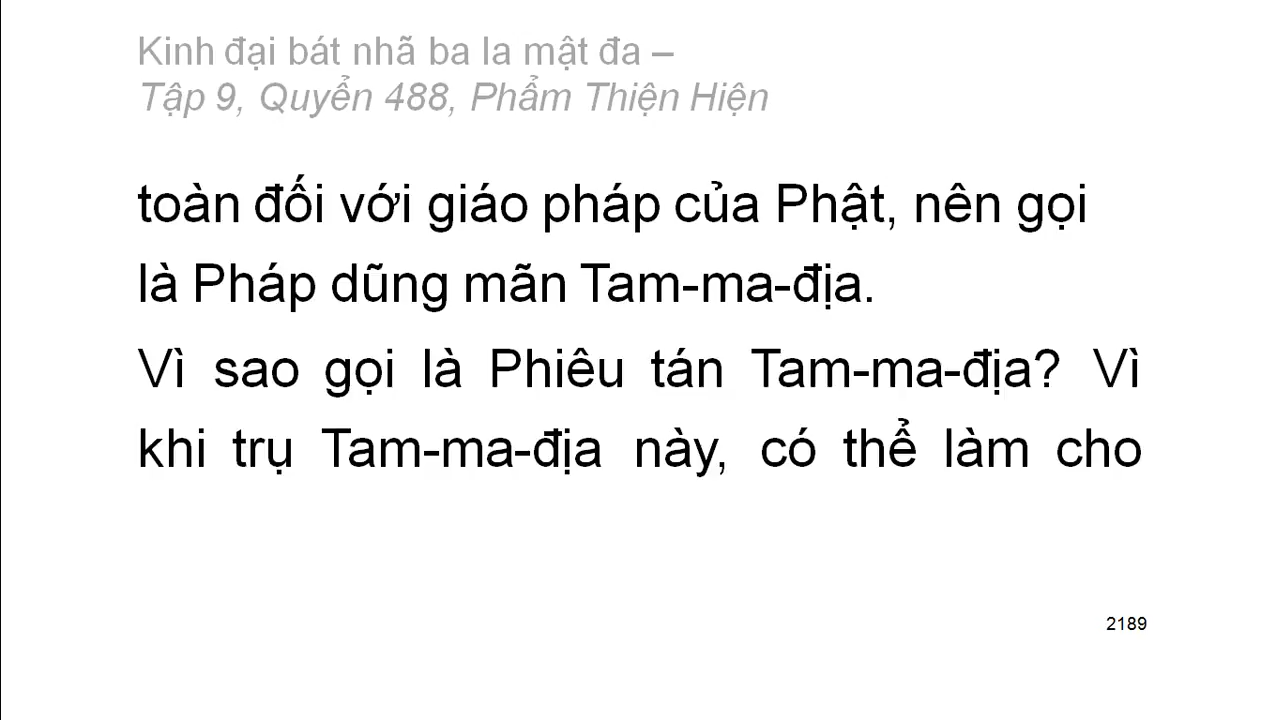 Kinh đại bát nhã ba la mật đa –
Tập 9, Quyển 488, Phẩm Thiện Hiện
toàn đối với giáo pháp của Phật, nên gọi
là Pháp dũng mãn Tam-ma-địa.
Vì sao gọi là Phiêu tán Tam-ma-địa? Vì
khi trụ Tam-ma-địa này, có thể làm cho
2189